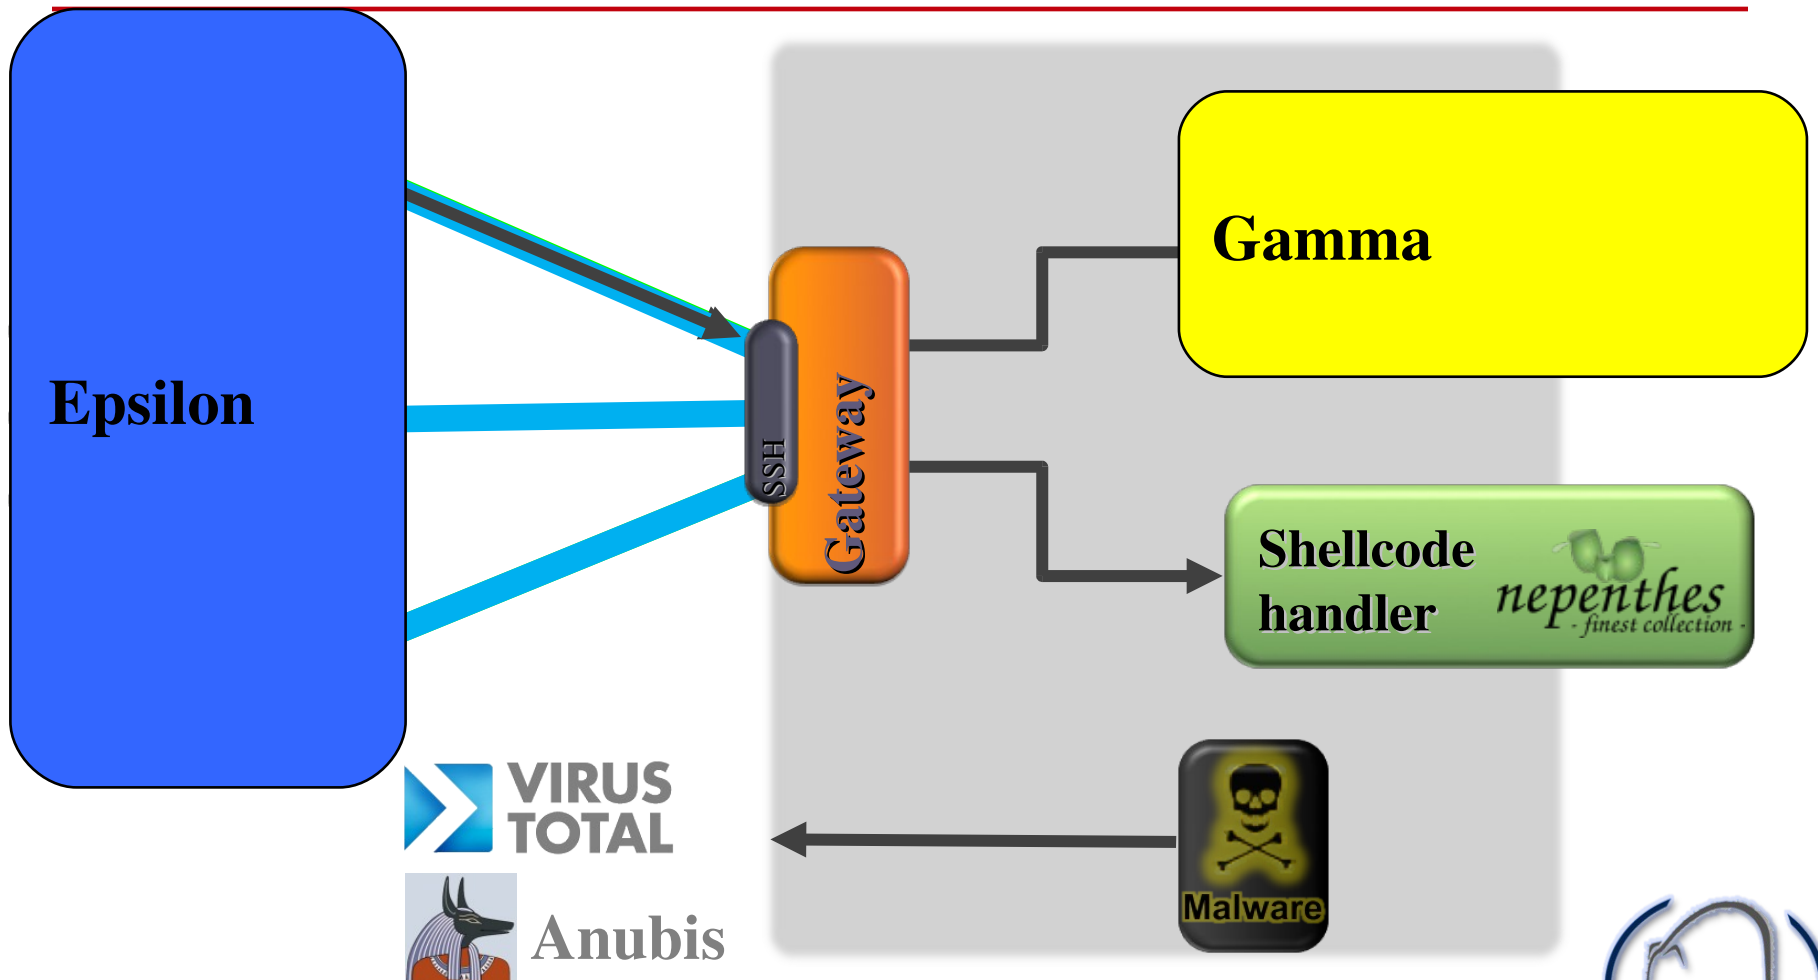 Epsilon
Gamma
SSH
Gateway
Shellcode
handler
nepenthes
- finest collection -
VIRUS
TOTAL
Malware
Anubis